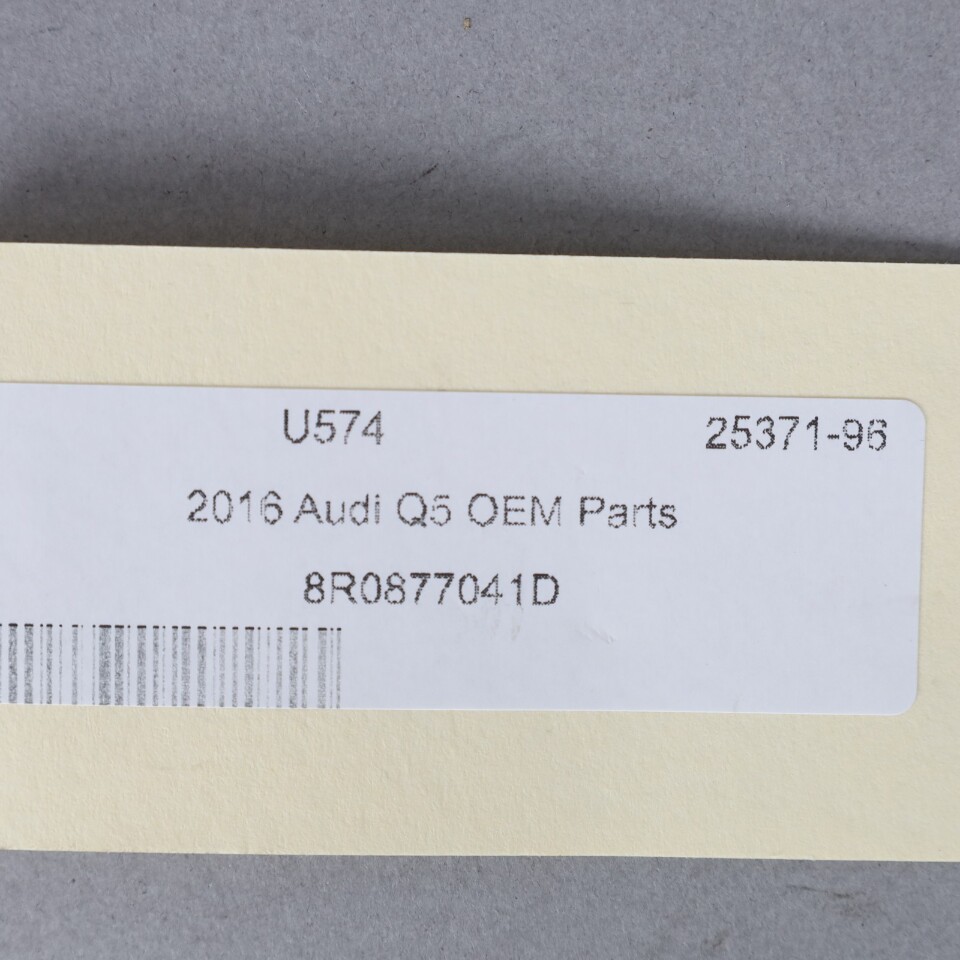 U574 25371-96
2016 Audi Q5 OEM Parts
8R0877041D